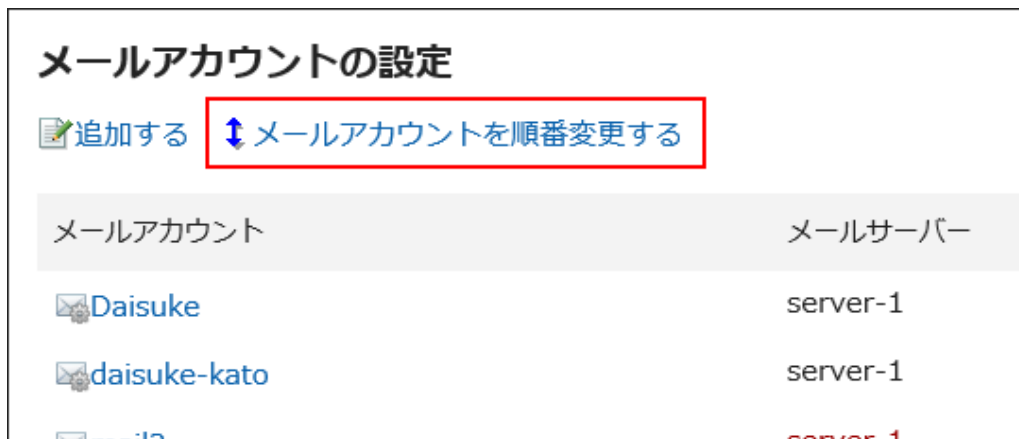 メールアカウントの設定
追加する メールアカウントを順番変更する
メールアカウント メールサーバー
Daisuke server-1
daisuke-kato server-1